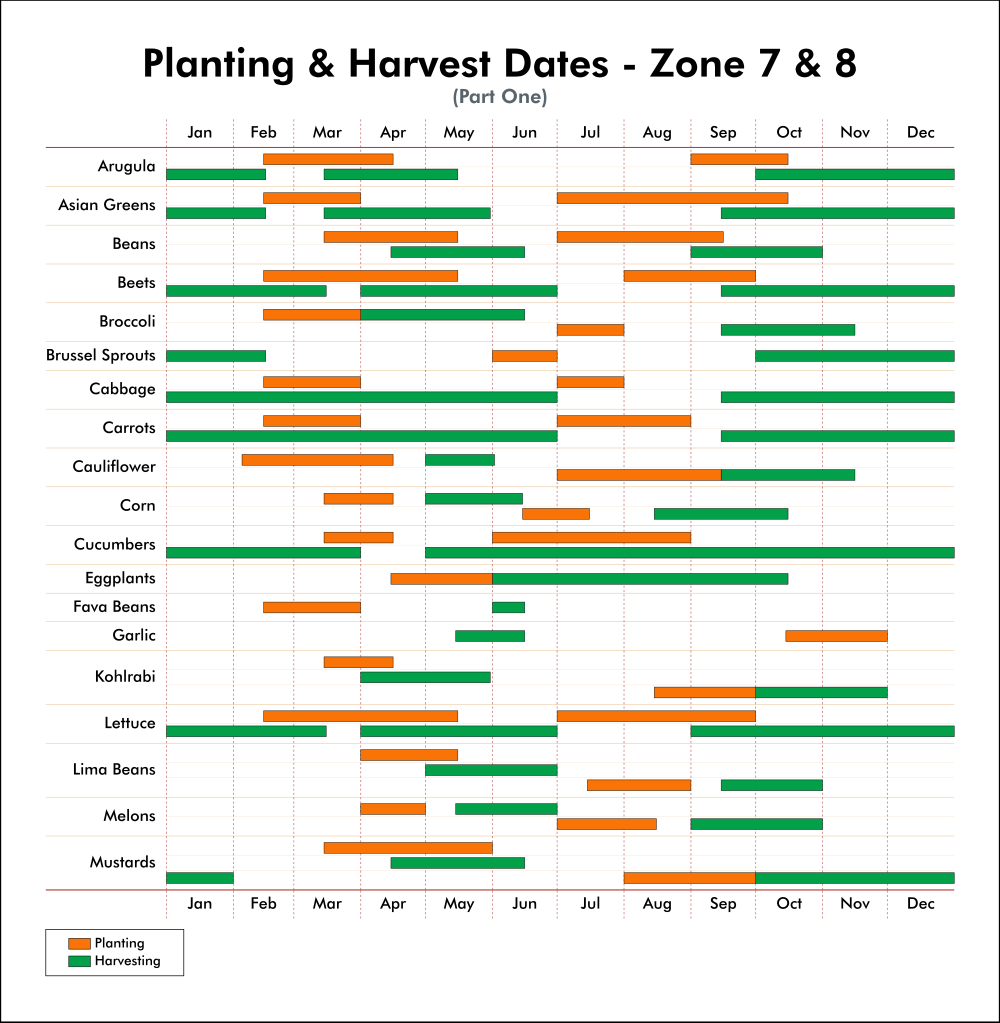 Planting & Harvest Dates - Zone 7 & 8
(Part One)
Jan Feb Mar Apr May Jun Jul Aug Sep Oct Nov Dec
Arugula
Asian Greens
Beans
Beets
Broccoli
Brussel Sprouts
Cabbage
Carrots
Cauliflower
Corn
Cucumbers
Eggplants
Fava Beans
Garlic
Kohlrabi
Lettuce
Lima Beans
Melons
Mustards
Jan Feb Mar Apr May Jun Jul Aug Sep Oct Nov Dec
Planting
Harvesting